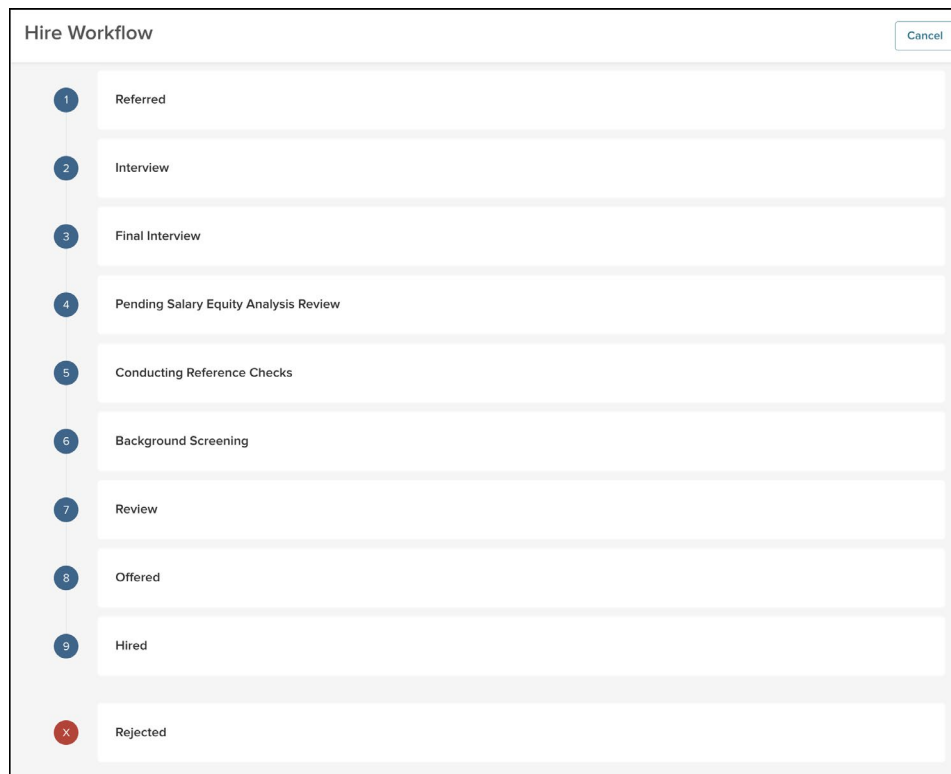 Hire Workflow
Cancel
1 Referred
2 Interview
3 Final Interview
4 Pending Salary Equity Analysis Review
5 Conducting Reference Checks
6 Background Screening
7 Review
8 Offered
9 Hired
X Rejected